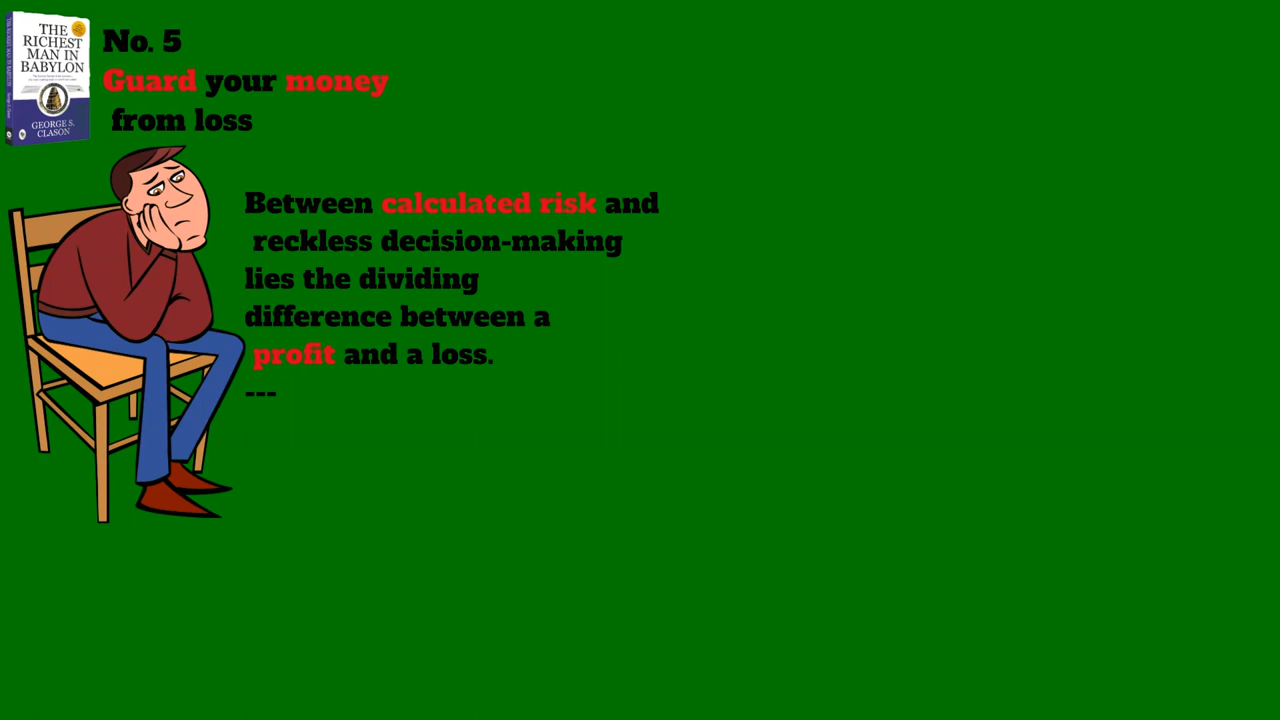 THE
RICHEST
MAN IN
BABYLON
GEORGE S.
CLASON
No. 5
Guard your money
from loss
Between calculated risk and
reckless decision-making
lies the dividing
difference between a
profit and a loss.
---